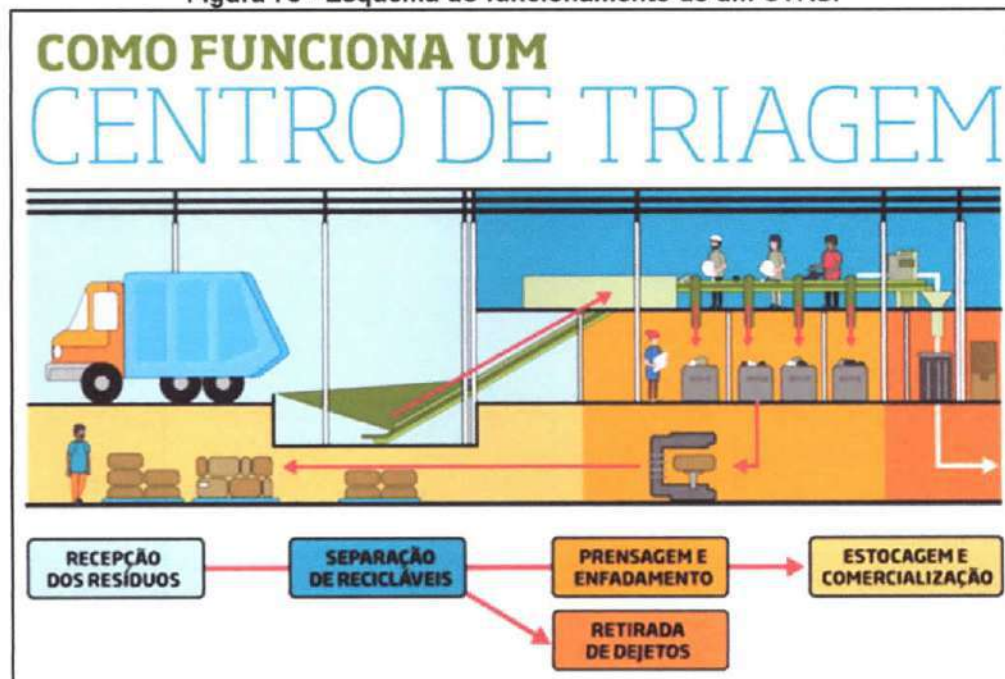 COMO FUNCIONA UM
CENTRO DE TRIAGEM
RECEPÇÃO
DOS RESÍDUOS
SEPARAÇÃO
DE RECICLÁVEIS
PRENSAGEM E
ENFADAMENTO
ESTOCAGEM E
COMERCIALIZAÇÃO
RETIRADA
DE DEJETOS